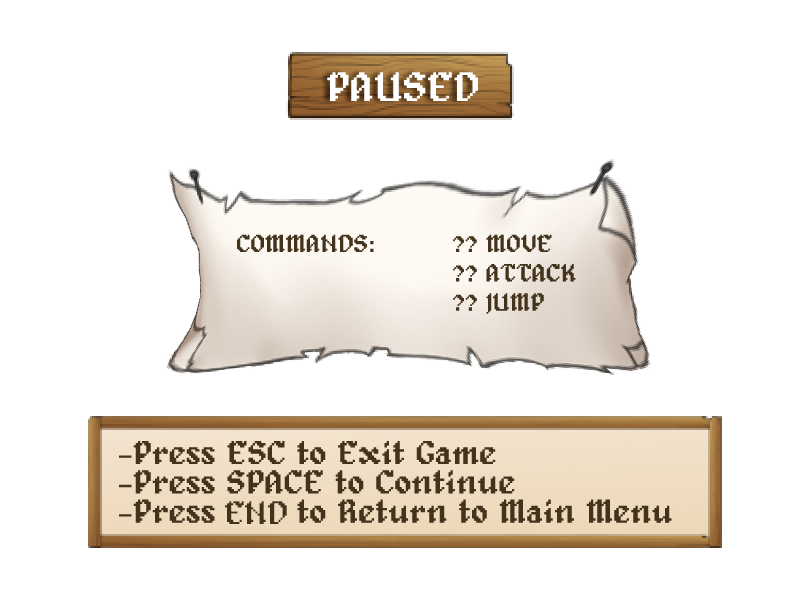 PAUSED
COMMANDS: ?? MOVE
?? ATTACK
?? JUMP
-Press ESC to Exit Game
-Press SPACE to Continue
-Press END to Return to Main Menu